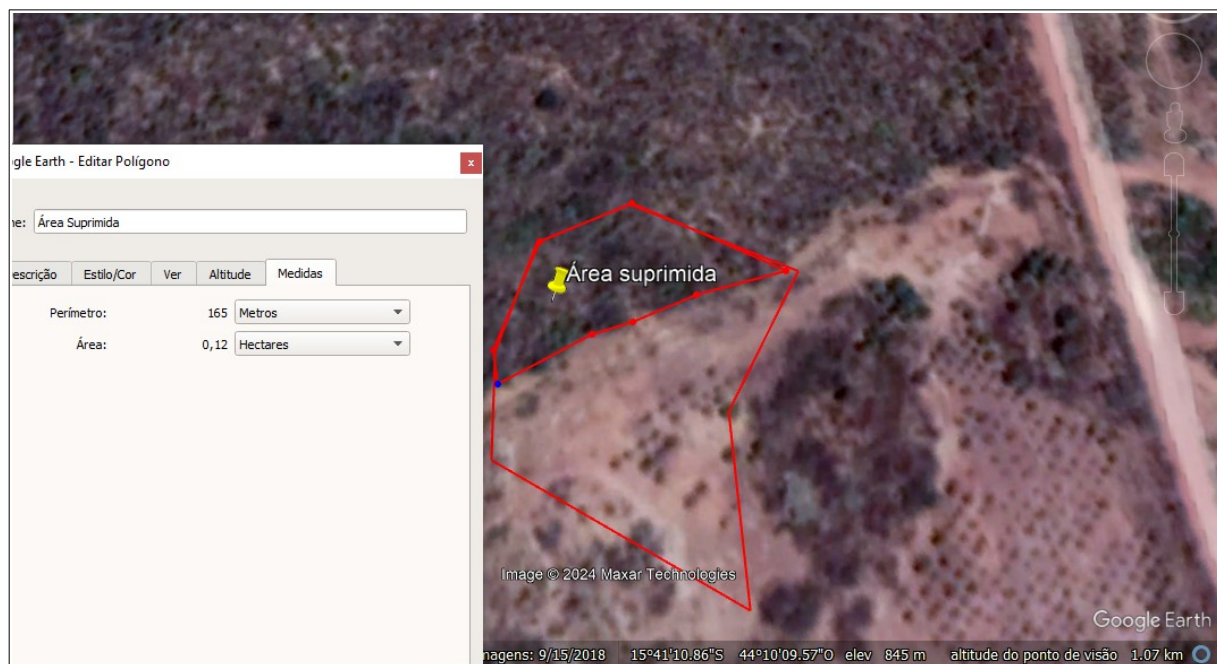 ogle Earth - Editar Polígono
x
ne: Área Suprimida
escrição Estilo/Cor Ver Altitude Medidas
Perímetro: 165 Metros
Área: 0,12 Hectares
Área suprimida
Image © 2024 Maxar Technologies
Google Earth
nagens: 9/15/2018 15°41'10.86"S 44°10'09.57"O elev 845 m altitude do ponto de visão 1.07 km